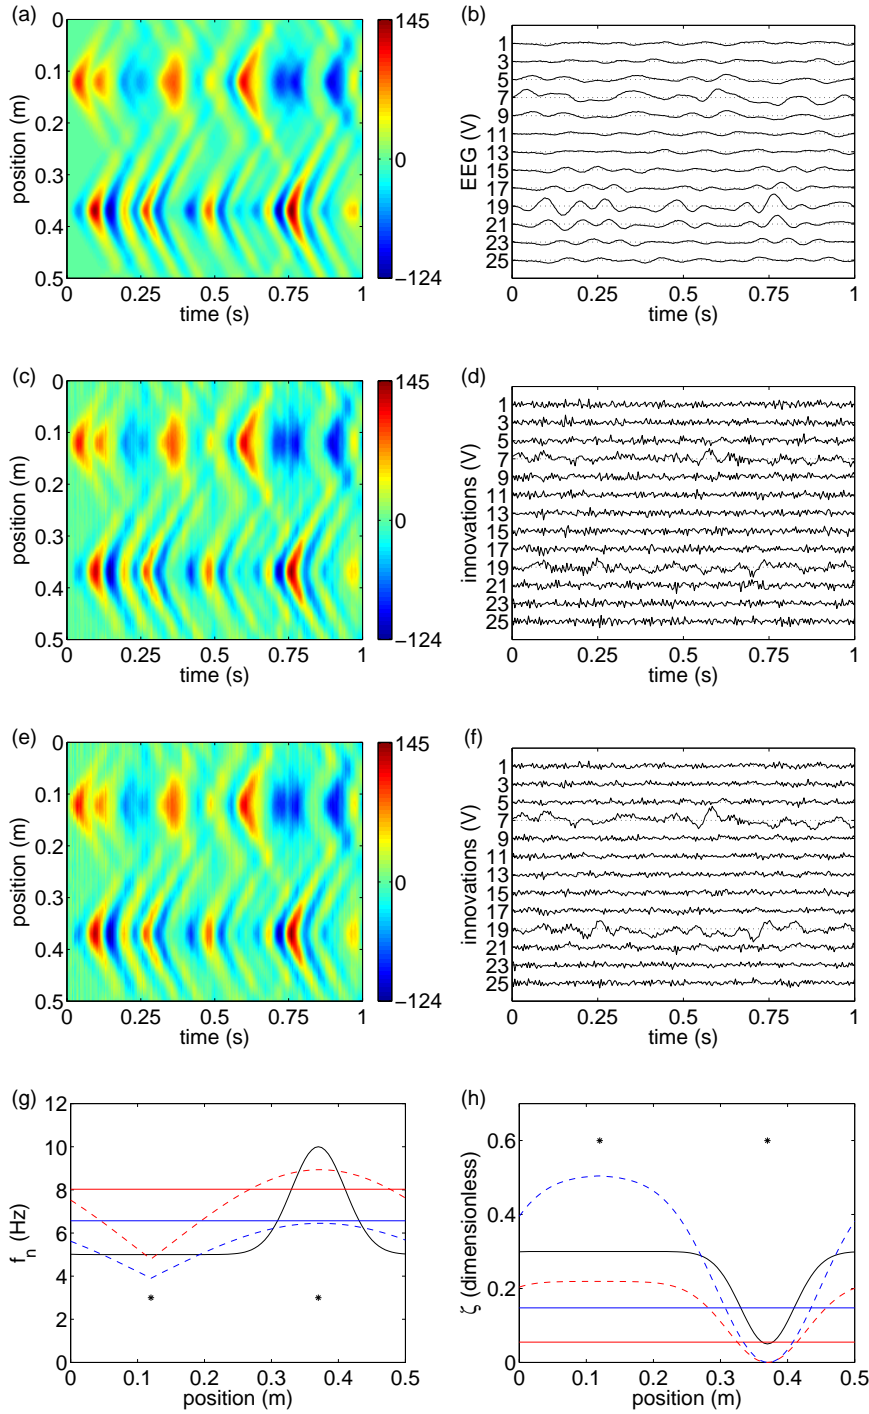 (a)
position (m)
0
0.1
0.2
0.3
0.4
0.5
0 0.25 0.5 0.75 1
time (s)
145
0
−124
(b)
EEG (V)
1
3
5
7
9
11
13
15
17
19
21
23
25
0 0.25 0.5 0.75 1
time (s)
(c)
position (m)
0
0.1
0.2
0.3
0.4
0.5
0 0.25 0.5 0.75 1
time (s)
145
0
−124
(d)
innovations (V)
1
3
5
7
9
11
13
15
17
19
21
23
25
0 0.25 0.5 0.75 1
time (s)
(e)
position (m)
0
0.1
0.2
0.3
0.4
0.5
0 0.25 0.5 0.75 1
time (s)
145
0
−124
(f)
innovations (V)
1
3
5
7
9
11
13
15
17
19
21
23
25
0 0.25 0.5 0.75 1
time (s)
(g)
f_n (Hz)
12
10
8
6
4
2
0
0 0.1 0.2 0.3 0.4 0.5
position (m)
(h)
ζ (dimensionless)
0.6
0.4
0.2
0
0 0.1 0.2 0.3 0.4 0.5
position (m)